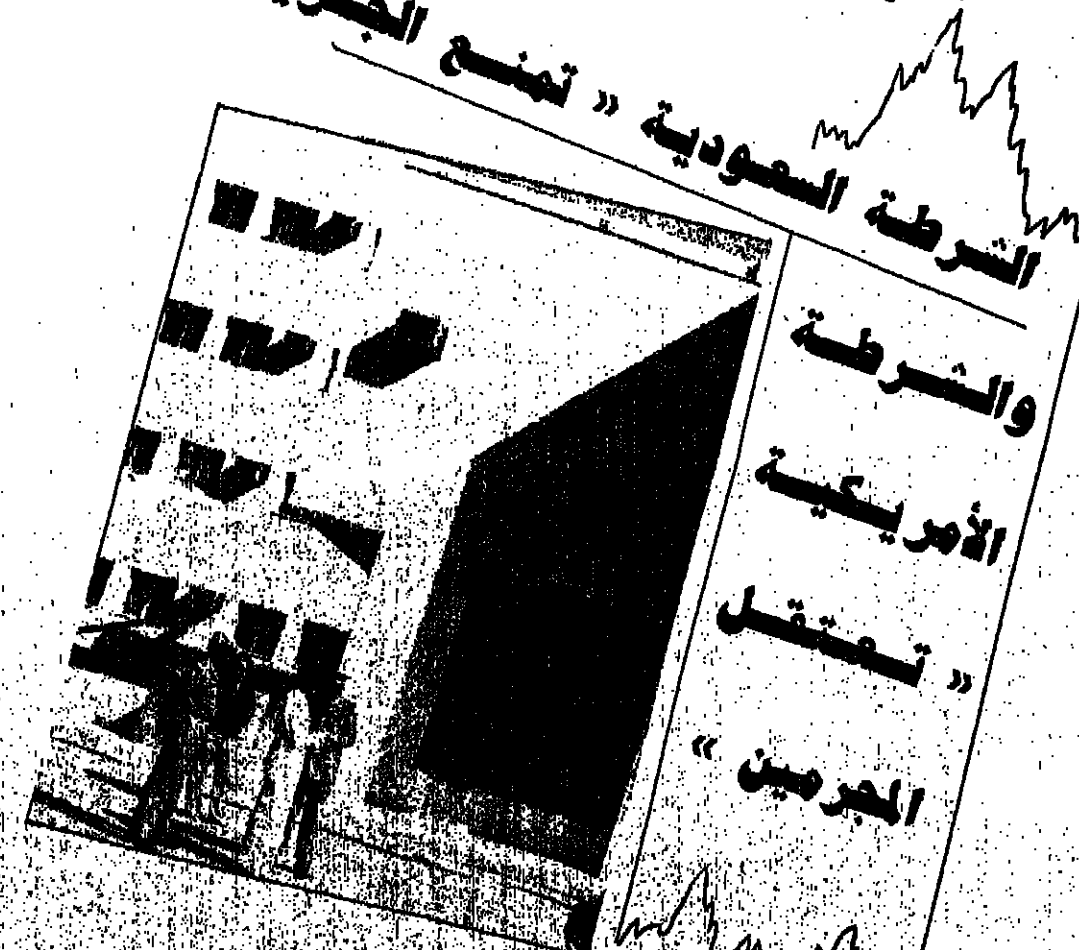 الشرطة السعودية « تمنع
والشرطة
الأمريكية
« تعتقل
المجرمين »